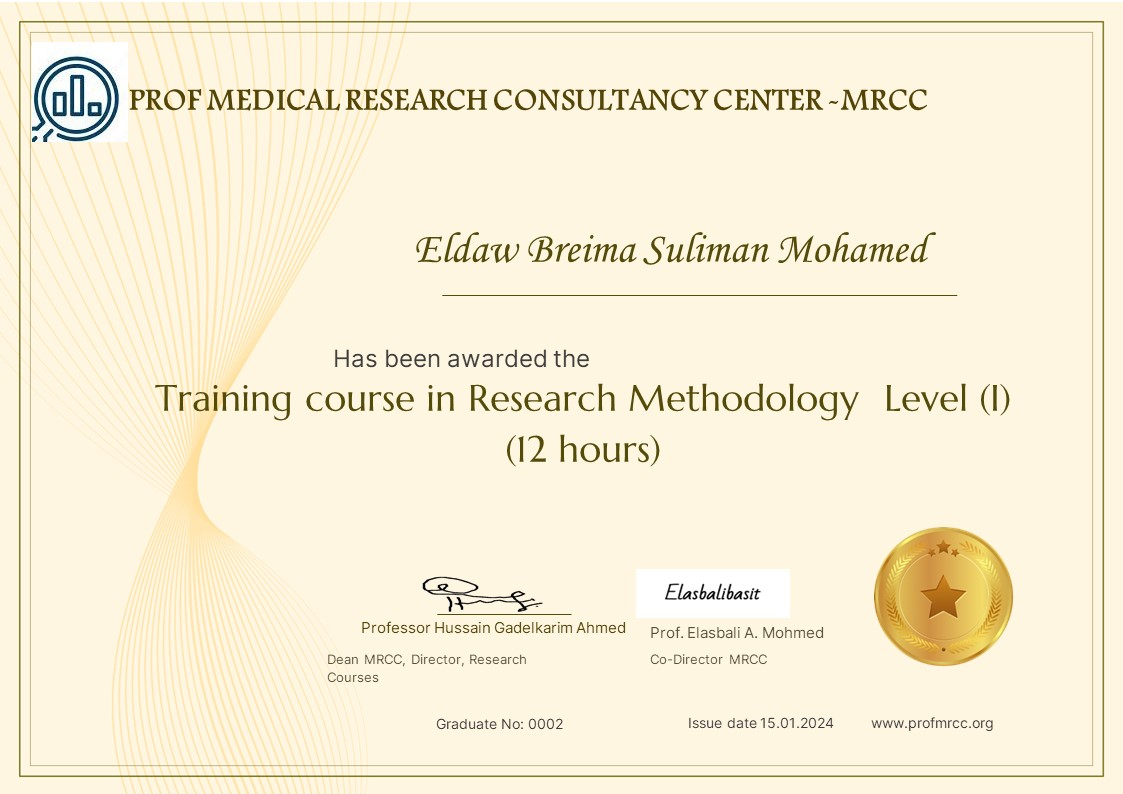 PROF MEDICAL RESEARCH CONSULTANCY CENTER ~MRCC
Eldaw Breima Suliman Mohamed
Has been awarded the
Training course in Research Methodology Level (I)
(12 hours)
Elasbalibasit
Professor Hussain Gadelkarim Ahmed
Prof. Elasbali A. Mohmed
Dean MRCC, Director, Research
Courses
Co-Director MRCC
Graduate No: 0002
Issue date 15.01.2024
www.profmrcc.org